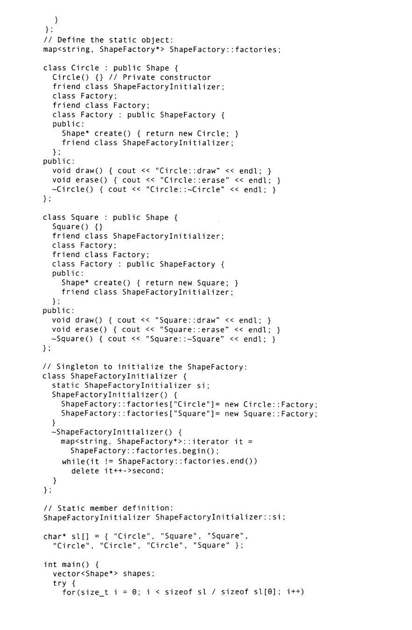 }
};
// Define the static object:
map<string, ShapeFactory*> ShapeFactory::factories;
class Circle : public Shape {
Circle() {} // Private constructor
friend class ShapeFactoryInitializer;
class Factory;
friend class Factory;
class Factory : public ShapeFactory {
public:
Shape* create() { return new Circle; }
friend class ShapeFactoryInitializer;
};
public:
void draw() { cout << "Circle::draw" << endl; }
void erase() { cout << "Circle::erase" << endl; }
~Circle() { cout << "Circle::~Circle" << endl; }
};
class Square : public Shape {
Square() {}
friend class ShapeFactoryInitializer;
class Factory;
friend class Factory;
class Factory : public ShapeFactory {
public:
Shape* create() { return new Square; }
friend class ShapeFactoryInitializer;
};
public:
void draw() { cout << "Square::draw" << endl; }
void erase() { cout << "Square::erase" << endl; }
~Square() { cout << "Square::~Square" << endl; }
};
// Singleton to initialize the ShapeFactory:
class ShapeFactoryInitializer {
static ShapeFactoryInitializer si;
ShapeFactoryInitializer() {
ShapeFactory::factories["Circle"]= new Circle::Factory;
ShapeFactory::factories["Square"]= new Square::Factory;
}
~ShapeFactoryInitializer() {
map<string, ShapeFactory*>::iterator it =
ShapeFactory::factories.begin();
while(it != ShapeFactory::factories.end())
delete it++->second;
}
};
// Static member definition:
ShapeFactoryInitializer ShapeFactoryInitializer::si;
char* sl[] = { "Circle", "Square", "Square",
"Circle", "Circle", "Circle", "Square" };
int main() {
vector<Shape*> shapes;
try {
for(size_t i = 0; i < sizeof sl / sizeof sl[0]; i++)